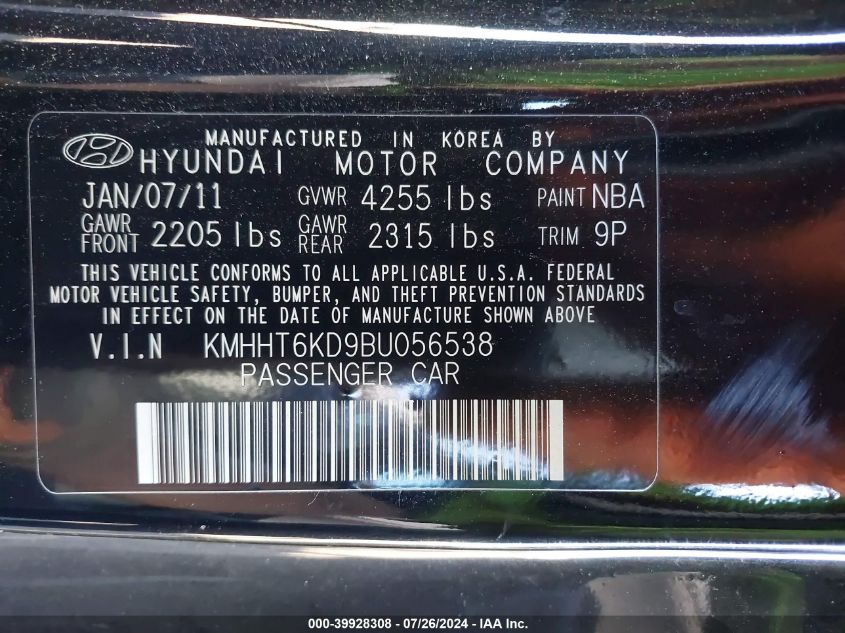 MANUFACTURED IN KOREA BY
HYUNDAI MOTOR COMPANY
JAN/07/11 GVWR 4255 lbs PAINT NBA
GAWR FRONT 2205 lbs GAWR REAR 2315 lbs TRIM 9P
THIS VEHICLE CONFORMS TO ALL APPLICABLE U.S.A. FEDERAL
MOTOR VEHICLE SAFETY, BUMPER, AND THEFT PREVENTION STANDARDS
IN EFFECT ON THE DATE OF MANUFACTURE SHOWN ABOVE
V.I.N KMHHT6KD9BU056538
PASSENGER CAR
000-39928308 - 07/26/2024 - IAA Inc.